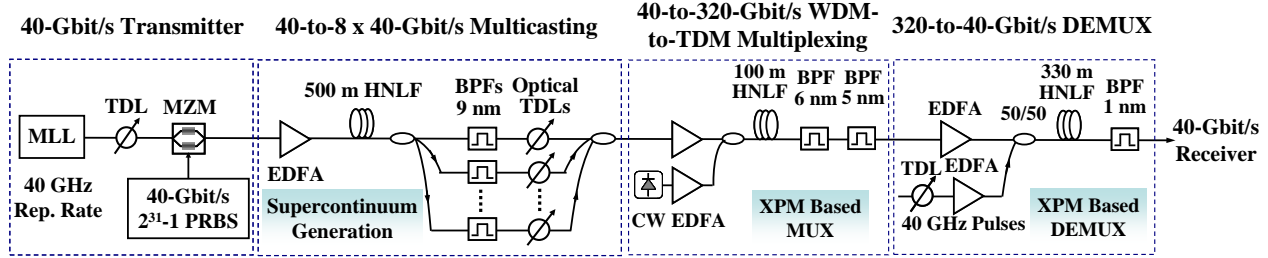 40-Gbit/s Transmitter
MLL
40 GHz
Rep. Rate
TDL
MZM
40-Gbit/s
2³¹-1 PRBS
40-to-8 x 40-Gbit/s Multicasting
EDFA
500 m HNLF
BPFs
9 nm
Optical
TDLs
Supercontinuum
Generation
40-to-320-Gbit/s WDM-
to-TDM Multiplexing
CW EDFA
100 m
HNLF
BPF
6 nm
BPF
5 nm
XPM Based
MUX
320-to-40-Gbit/s DEMUX
EDFA
TDL
EDFA
40 GHz Pulses
50/50
330 m
HNLF
BPF
1 nm
XPM Based
DEMUX
40-Gbit/s
Receiver